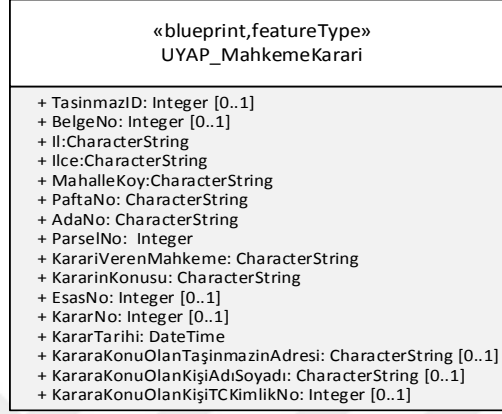 «blueprint,featureType»
UYAP_MahkemeKarari
+ TasinmazID: Integer [0..1]
+ BelgeNo: Integer [0..1]
+ Il:CharacterString
+ Ilce:CharacterString
+ MahalleKoy:CharacterString
+ PaftaNo: CharacterString
+ AdaNo: CharacterString
+ ParselNo:  Integer
+ KarariVerenMahkeme: CharacterString
+ KararinKonusu: CharacterString
+ EsasNo: Integer [0..1]
+ KararNo: Integer [0..1]
+ KararTarihi: DateTime
+ KararaKonuOlanTaşinmazinAdresi: CharacterString [0..1]
+ KararaKonuOlanKişiAdıSoyadı: CharacterString [0..1]
+ KararaKonuOlanKişiTCKimlikNo: Integer [0..1]